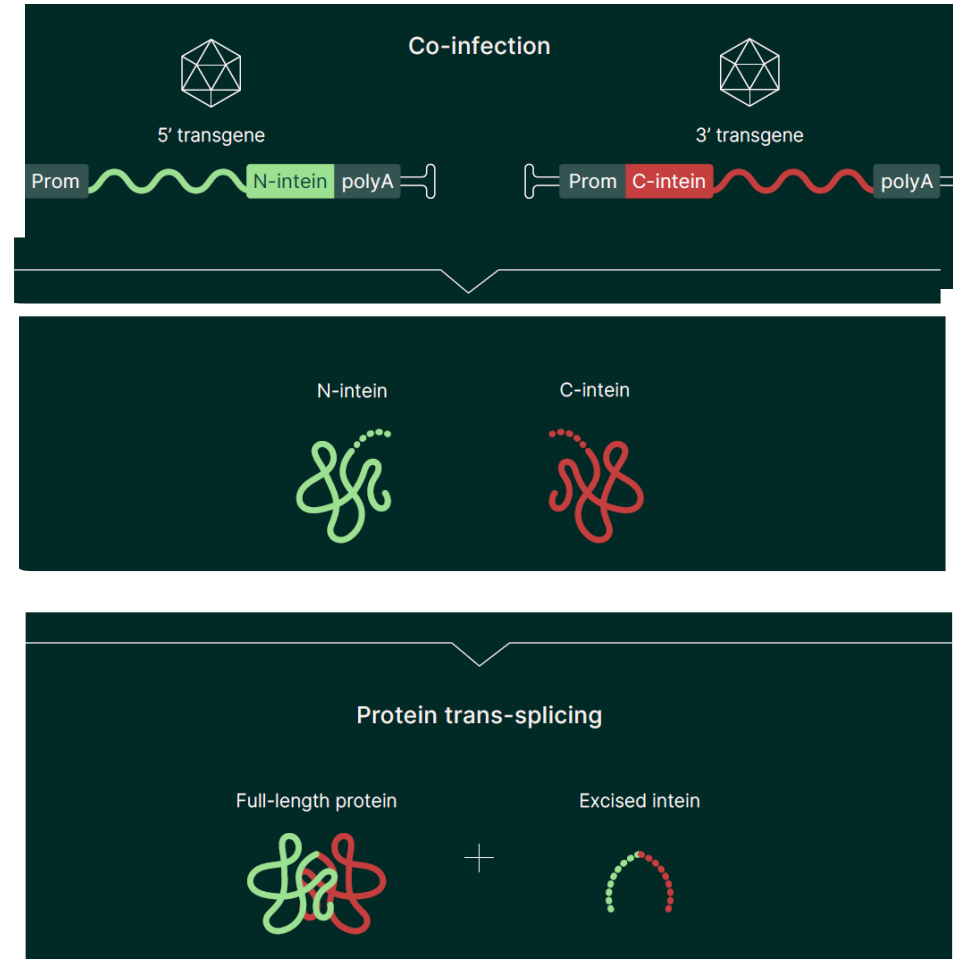 Co-infection
5’ transgene
3’ transgene
Prom N-intein polyA
Prom C-intein polyA
N-intein
C-intein
Protein trans-splicing
Full-length protein
Excised intein